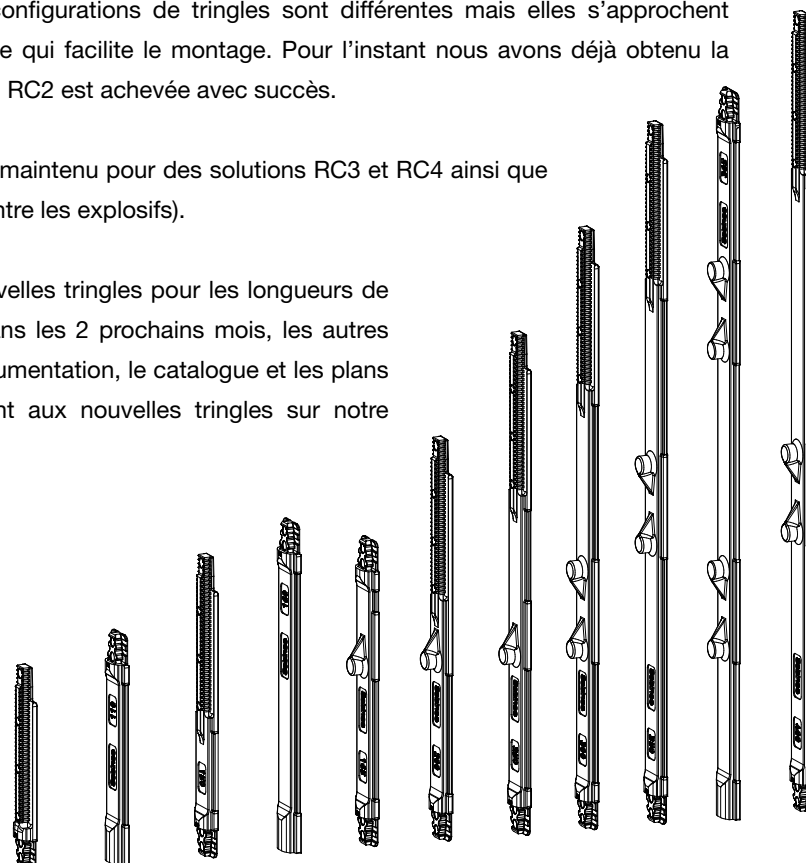 configurations de tringles sont différentes mais elles s’approchent
e qui facilite le montage. Pour l’instant nous avons déjà obtenu la
RC2 est achevée avec succès.
maintenu pour des solutions RC3 et RC4 ainsi que
ntre les explosifs).
velles tringles pour les longueurs de
ans les 2 prochains mois, les autres
umentation, le catalogue et les plans
nt aux nouvelles tringles sur notre
110